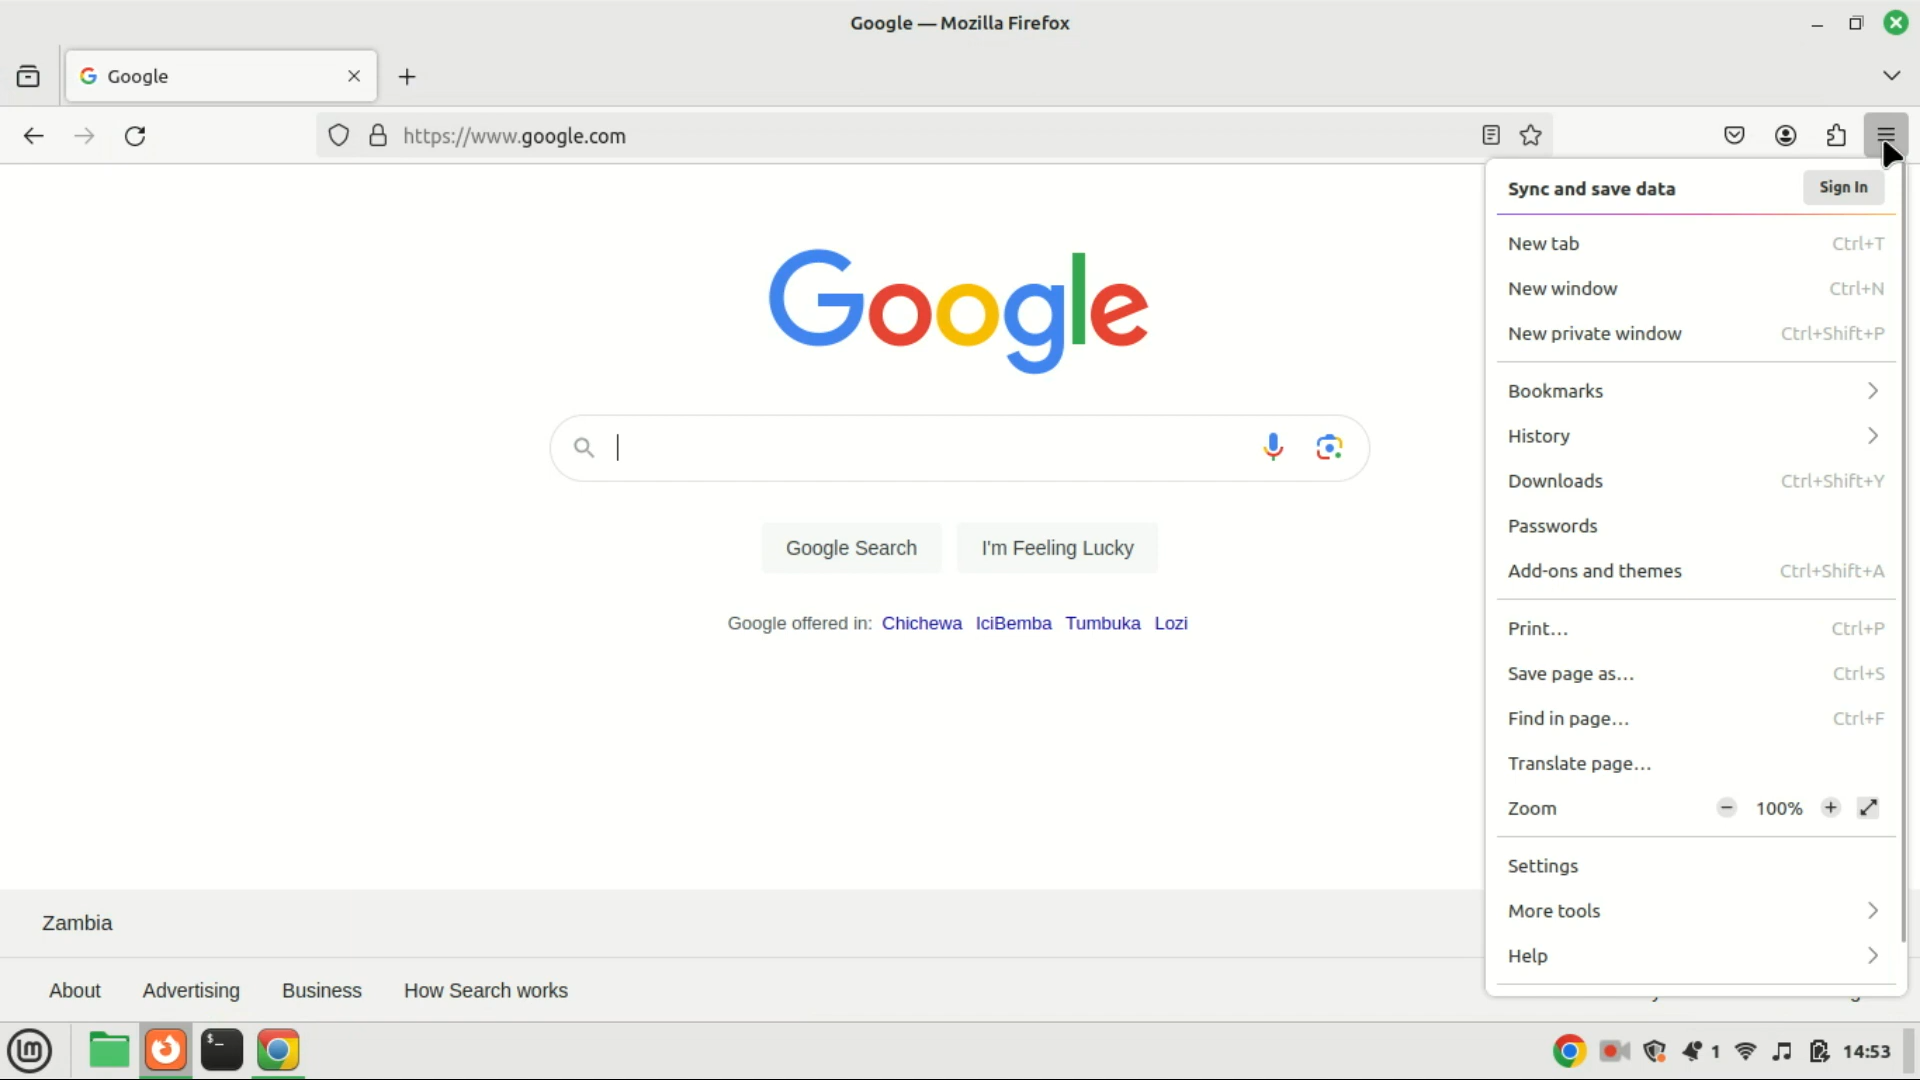 Google — Mozilla Firefox
Google
https://www.google.com
Sync and save data Sign In
New tab Ctrl+T
New window Ctrl+N
New private window Ctrl+Shift+P
Bookmarks
History
Downloads Ctrl+Shift+Y
Passwords
Add-ons and themes Ctrl+Shift+A
Print… Ctrl+P
Save page as… Ctrl+S
Find in page… Ctrl+F
Translate page…
Zoom − 100% +
Settings
More tools
Help
Google
Google Search I'm Feeling Lucky
Google offered in: Chichewa IciBemba Tumbuka Lozi
Zambia
About Advertising Business How Search works
$_
1 14:53